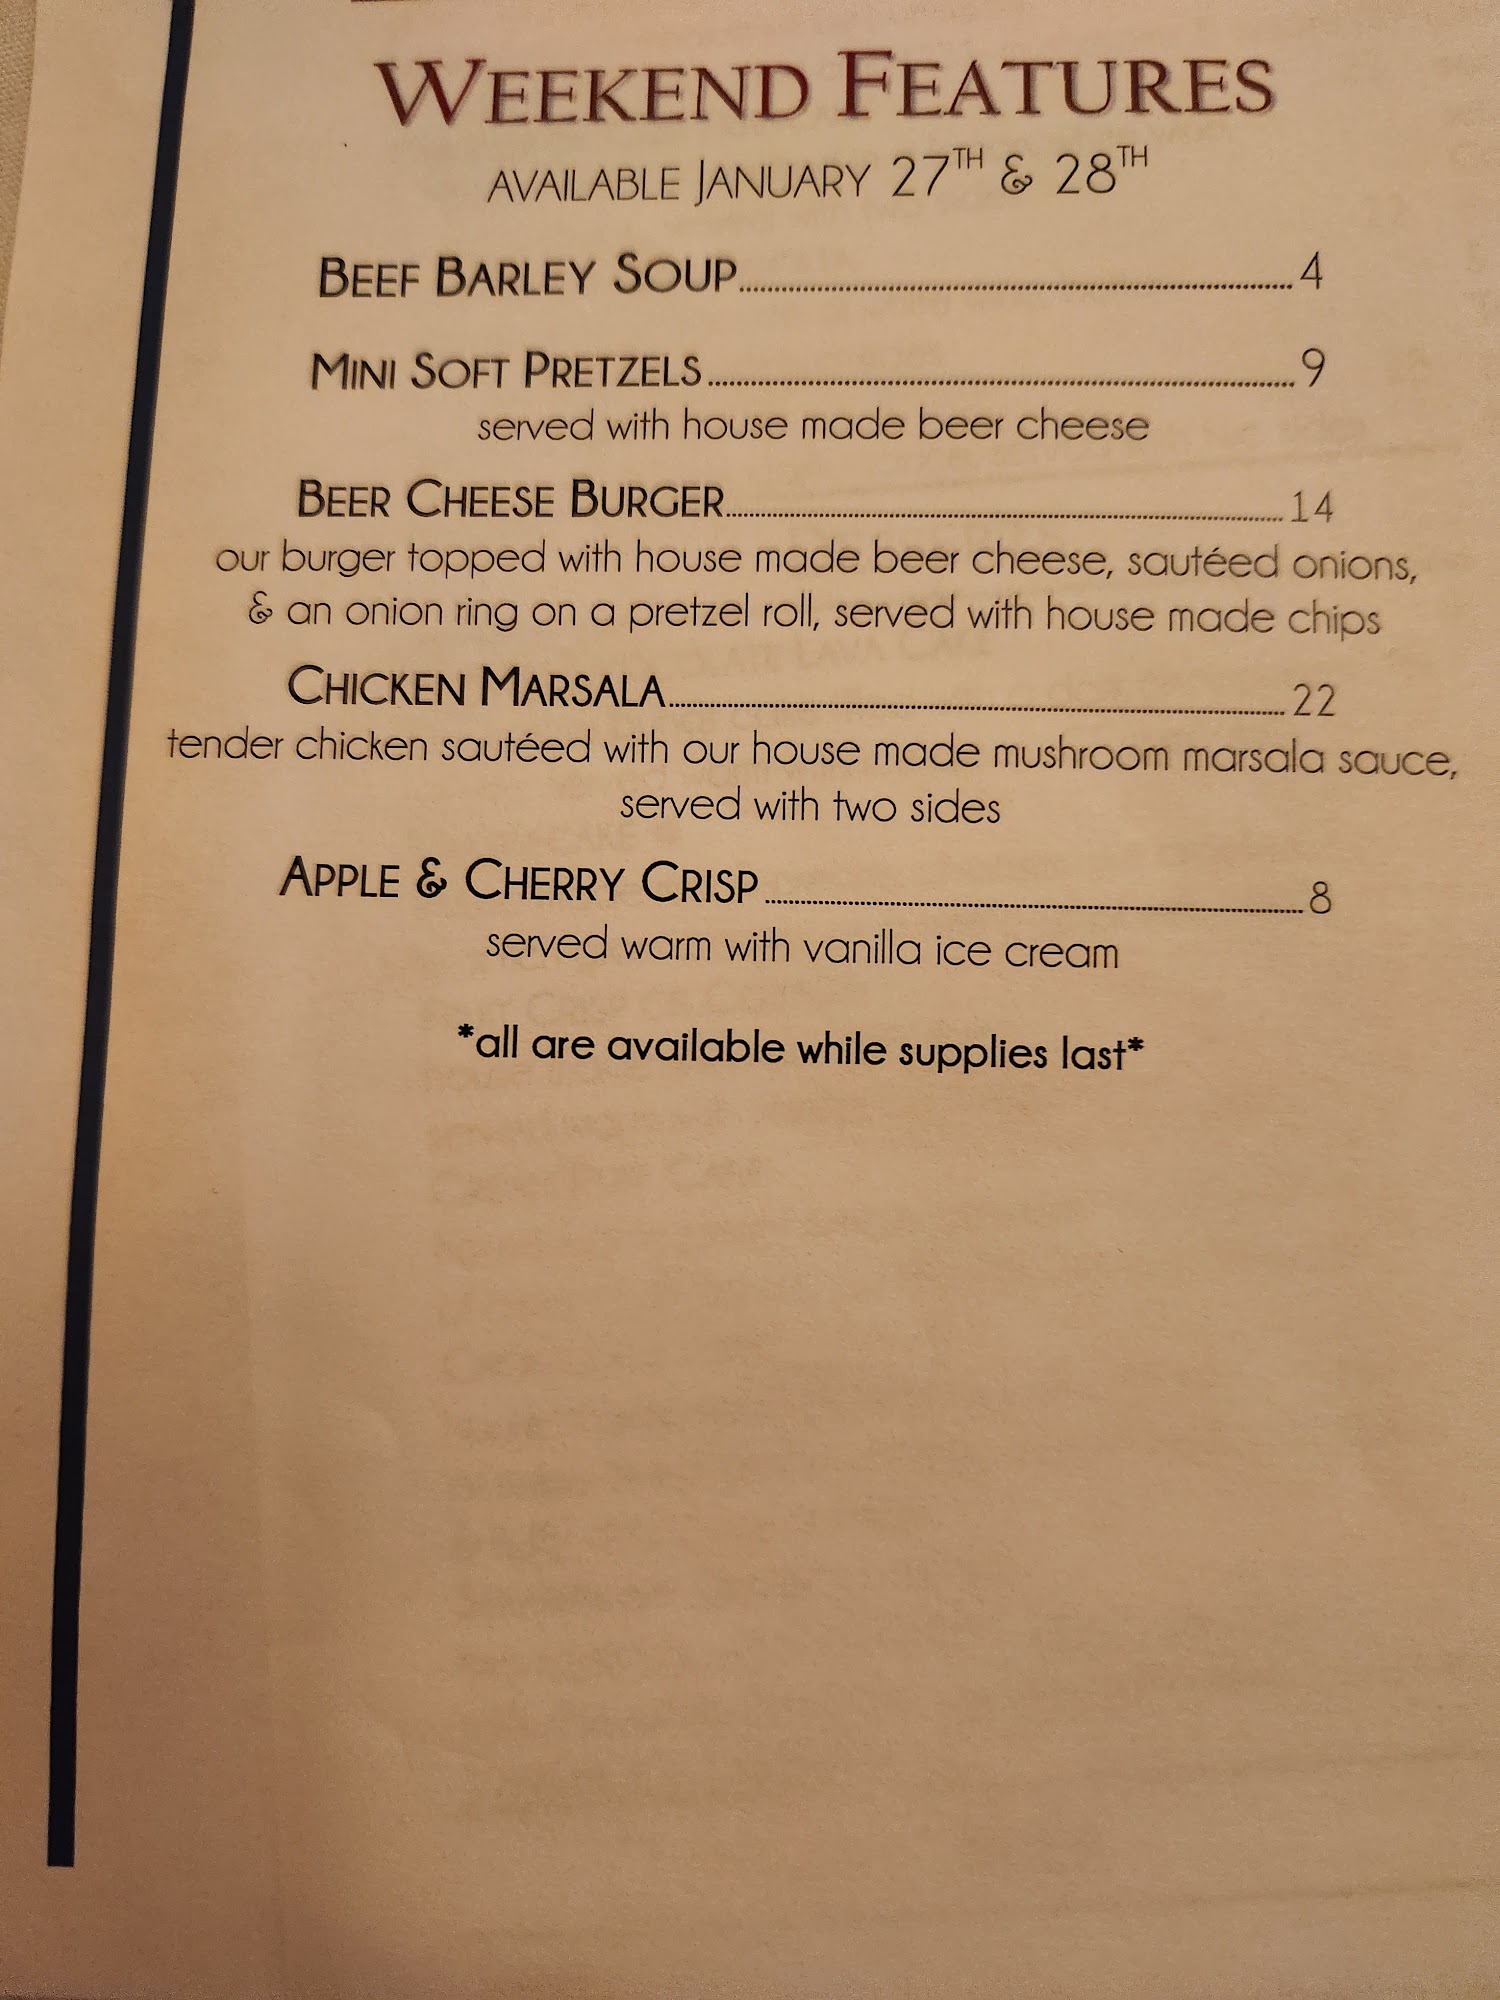 WEEKEND FEATURES
AVAILABLE JANUARY 27TH & 28TH
BEEF BARLEY SOUP 4
MINI SOFT PRETZELS 9
served with house made beer cheese
BEER CHEESE BURGER 14
our burger topped with house made beer cheese, sautéed onions,
& an onion ring on a pretzel roll, served with house made chips
CHICKEN MARSALA 22
tender chicken sautéed with our house made mushroom marsala sauce,
served with two sides
APPLE & CHERRY CRISP 8
served warm with vanilla ice cream
*all are available while supplies last*